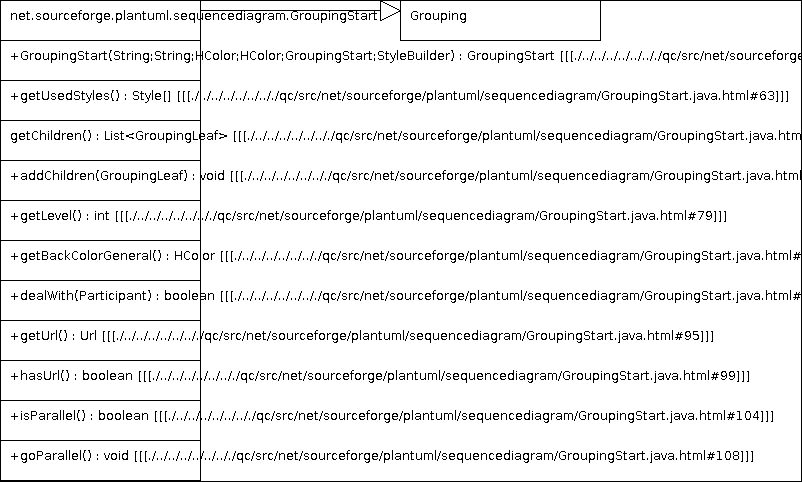 net.sourceforge.plantuml.sequencediagram.GroupingStart
Grouping
+GroupingStart(String;String;HColor;HColor;GroupingStart;StyleBuilder) : GroupingStart [[[./../../../../../../../qc/src/net/sourceforge
+getUsedStyles() : Style[] [[[./../../../../../../../qc/src/net/sourceforge/plantuml/sequencediagram/GroupingStart.java.html#63]]]
getChildren() : List<GroupingLeaf> [[[./../../../../../../../qc/src/net/sourceforge/plantuml/sequencediagram/GroupingStart.java.htm
+addChildren(GroupingLeaf) : void [[[./../../../../../../../qc/src/net/sourceforge/plantuml/sequencediagram/GroupingStart.java.html
+getLevel() : int [[[./../../../../../../../qc/src/net/sourceforge/plantuml/sequencediagram/GroupingStart.java.html#79]]]
+getBackColorGeneral() : HColor [[[./../../../../../../../qc/src/net/sourceforge/plantuml/sequencediagram/GroupingStart.java.html#
+dealWith(Participant) : boolean [[[./../../../../../../../qc/src/net/sourceforge/plantuml/sequencediagram/GroupingStart.java.html#
+getUrl() : Url [[[./../../../../../../../qc/src/net/sourceforge/plantuml/sequencediagram/GroupingStart.java.html#95]]]
+hasUrl() : boolean [[[./../../../../../../../qc/src/net/sourceforge/plantuml/sequencediagram/GroupingStart.java.html#99]]]
+isParallel() : boolean [[[./../../../../../../../qc/src/net/sourceforge/plantuml/sequencediagram/GroupingStart.java.html#104]]]
+goParallel() : void [[[./../../../../../../../qc/src/net/sourceforge/plantuml/sequencediagram/GroupingStart.java.html#108]]]